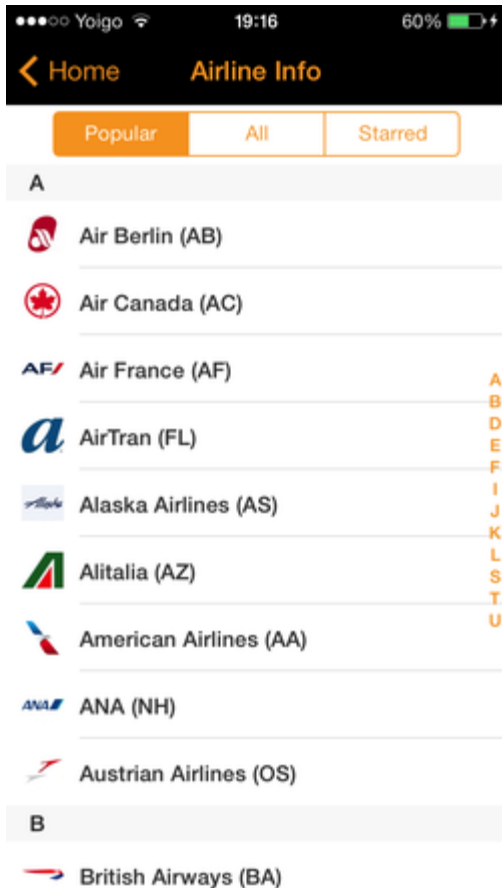 Yoigo 19:16 60%
Home Airline Info
Popular All Starred
A
Air Berlin (AB)
Air Canada (AC)
AF Air France (AF)
a AirTran (FL)
Alaska Alaska Airlines (AS)
Alitalia (AZ)
American Airlines (AA)
ANA ANA (NH)
Austrian Airlines (OS)
B
British Airways (BA)
A
B
D
E
F
I
J
K
L
S
T
U